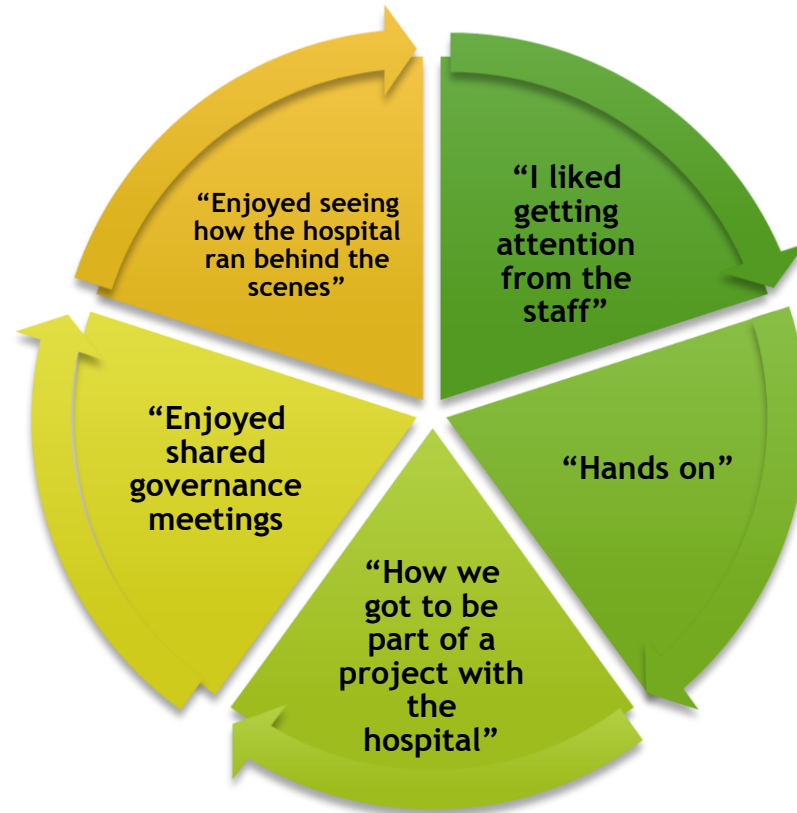 “I liked
getting
attention
from the
staff”
“Hands on”
“How we
got to be
part of a
project with
the
hospital”
“Enjoyed
shared
governance
meetings
“Enjoyed seeing
how the hospital
ran behind the
scenes”